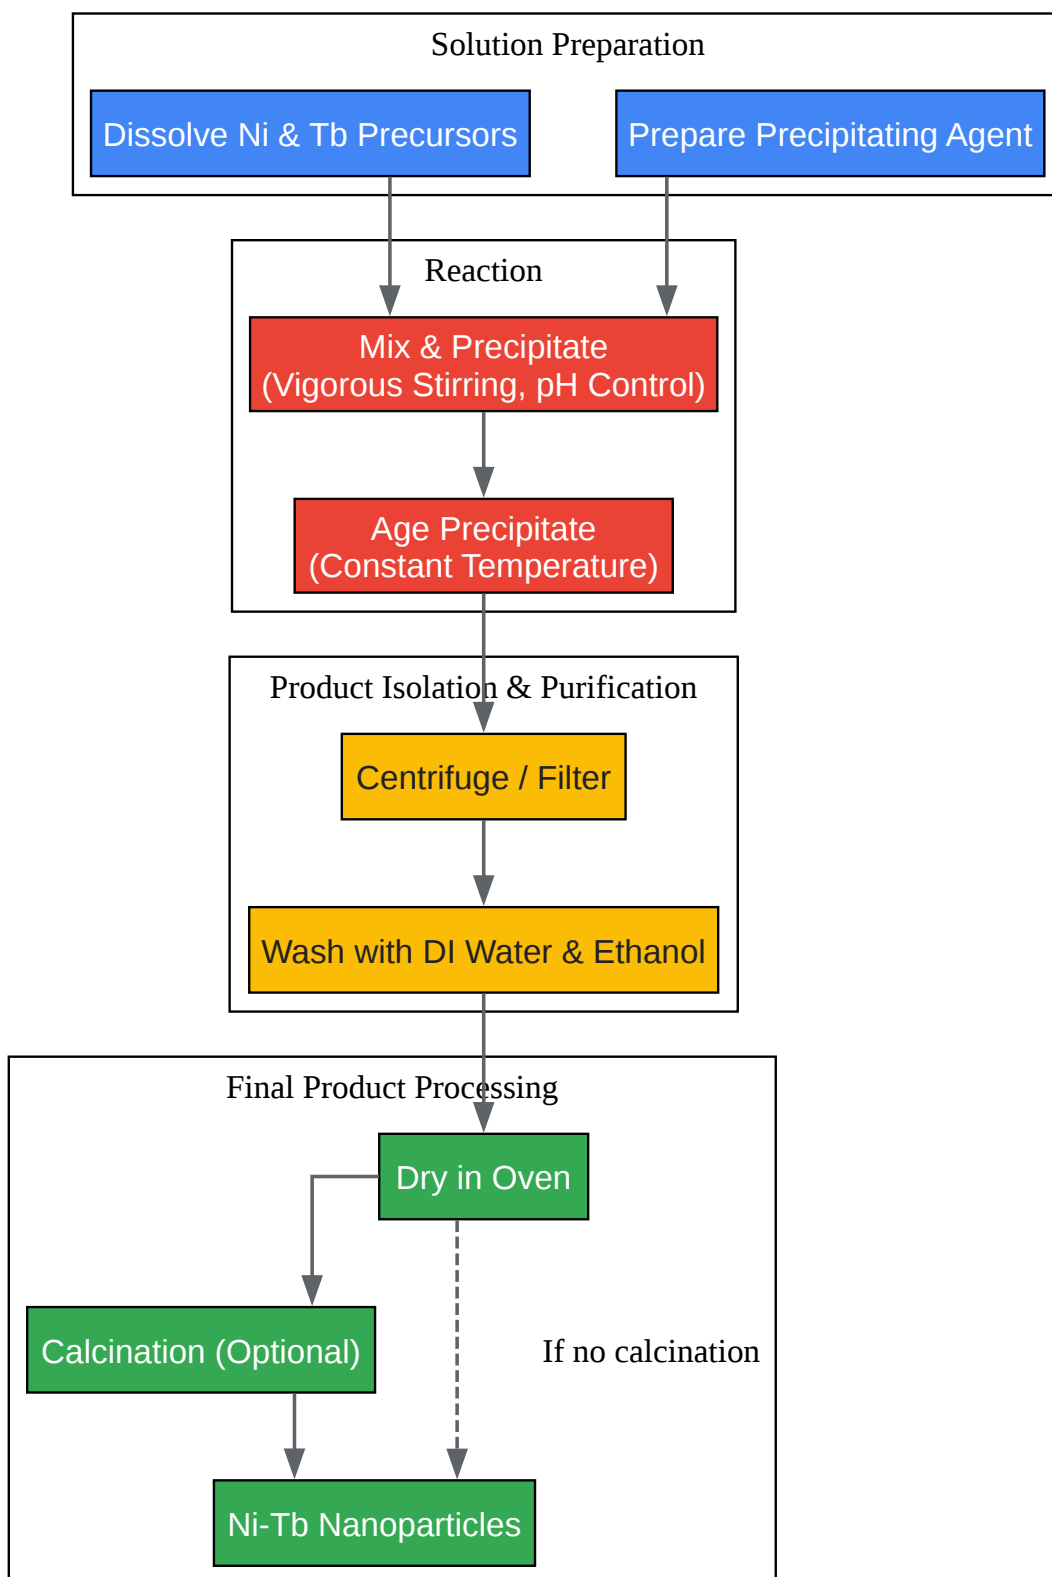 Solution Preparation
Dissolve Ni & Tb Precursors
Prepare Precipitating Agent
Reaction
Mix & Precipitate
(Vigorous Stirring, pH Control)
Age Precipitate
(Constant Temperature)
Product Isolation & Purification
Centrifuge / Filter
Wash with DI Water & Ethanol
Final Product Processing
Dry in Oven
Calcination (Optional)
If no calcination
Ni-Tb Nanoparticles